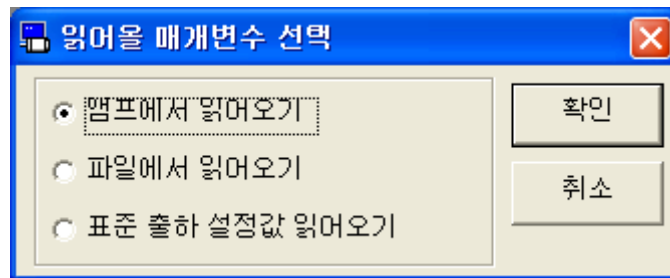 읽어올 매개변수 선택
앰프에서 읽어오기
파일에서 읽어오기
표준 출하 설정값 읽어오기
확인
취소